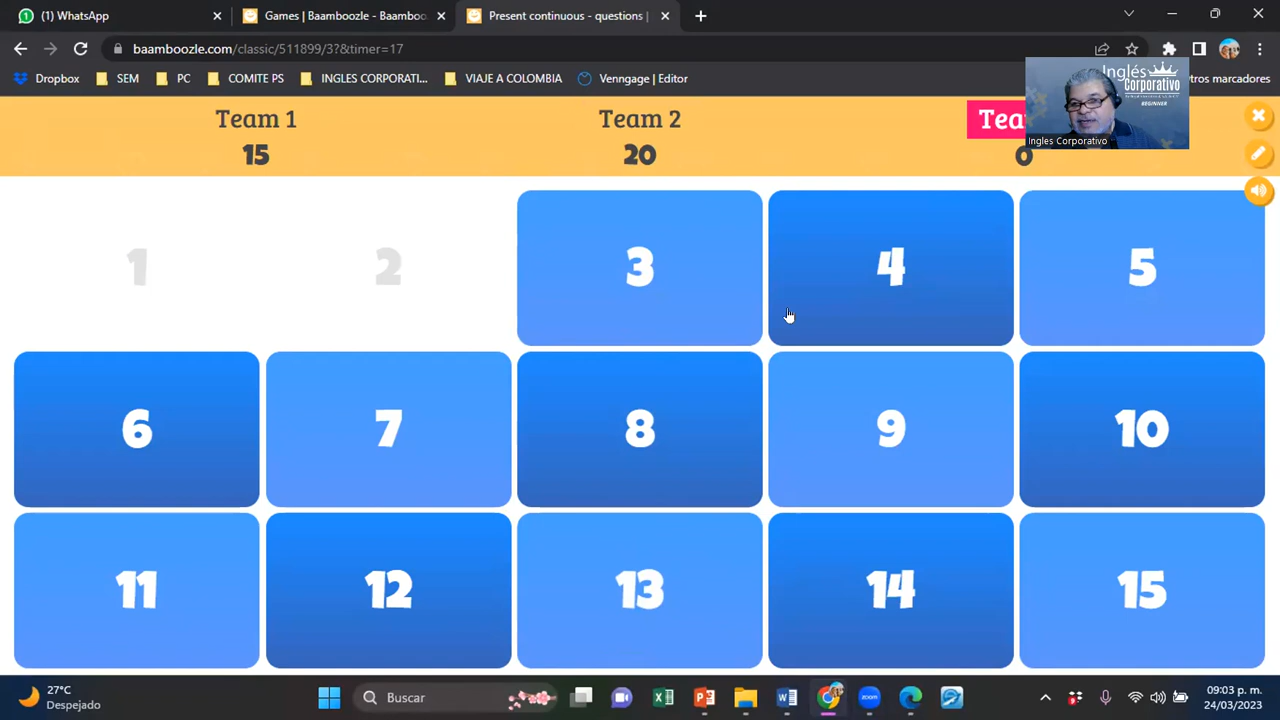 (1) WhatsApp
Games | Baamboozle - Baamboo
Present continuous - questions |
baamboozle.com/classic/511899/3?&timer=17
Dropbox
SEM
PC
COMITE PS
INGLES CORPORATI...
VIAJE A COLOMBIA
Venngage | Editor
tros marcadores
Inglés
Corporativo
BEGINNER
Ingles Corporativo
Team 1
Team 2
Tea
15
20
0
1
2
3
4
5
6
7
8
9
10
11
12
13
14
15
27°C
Despejado
Buscar
09:03 p. m.
24/03/2023